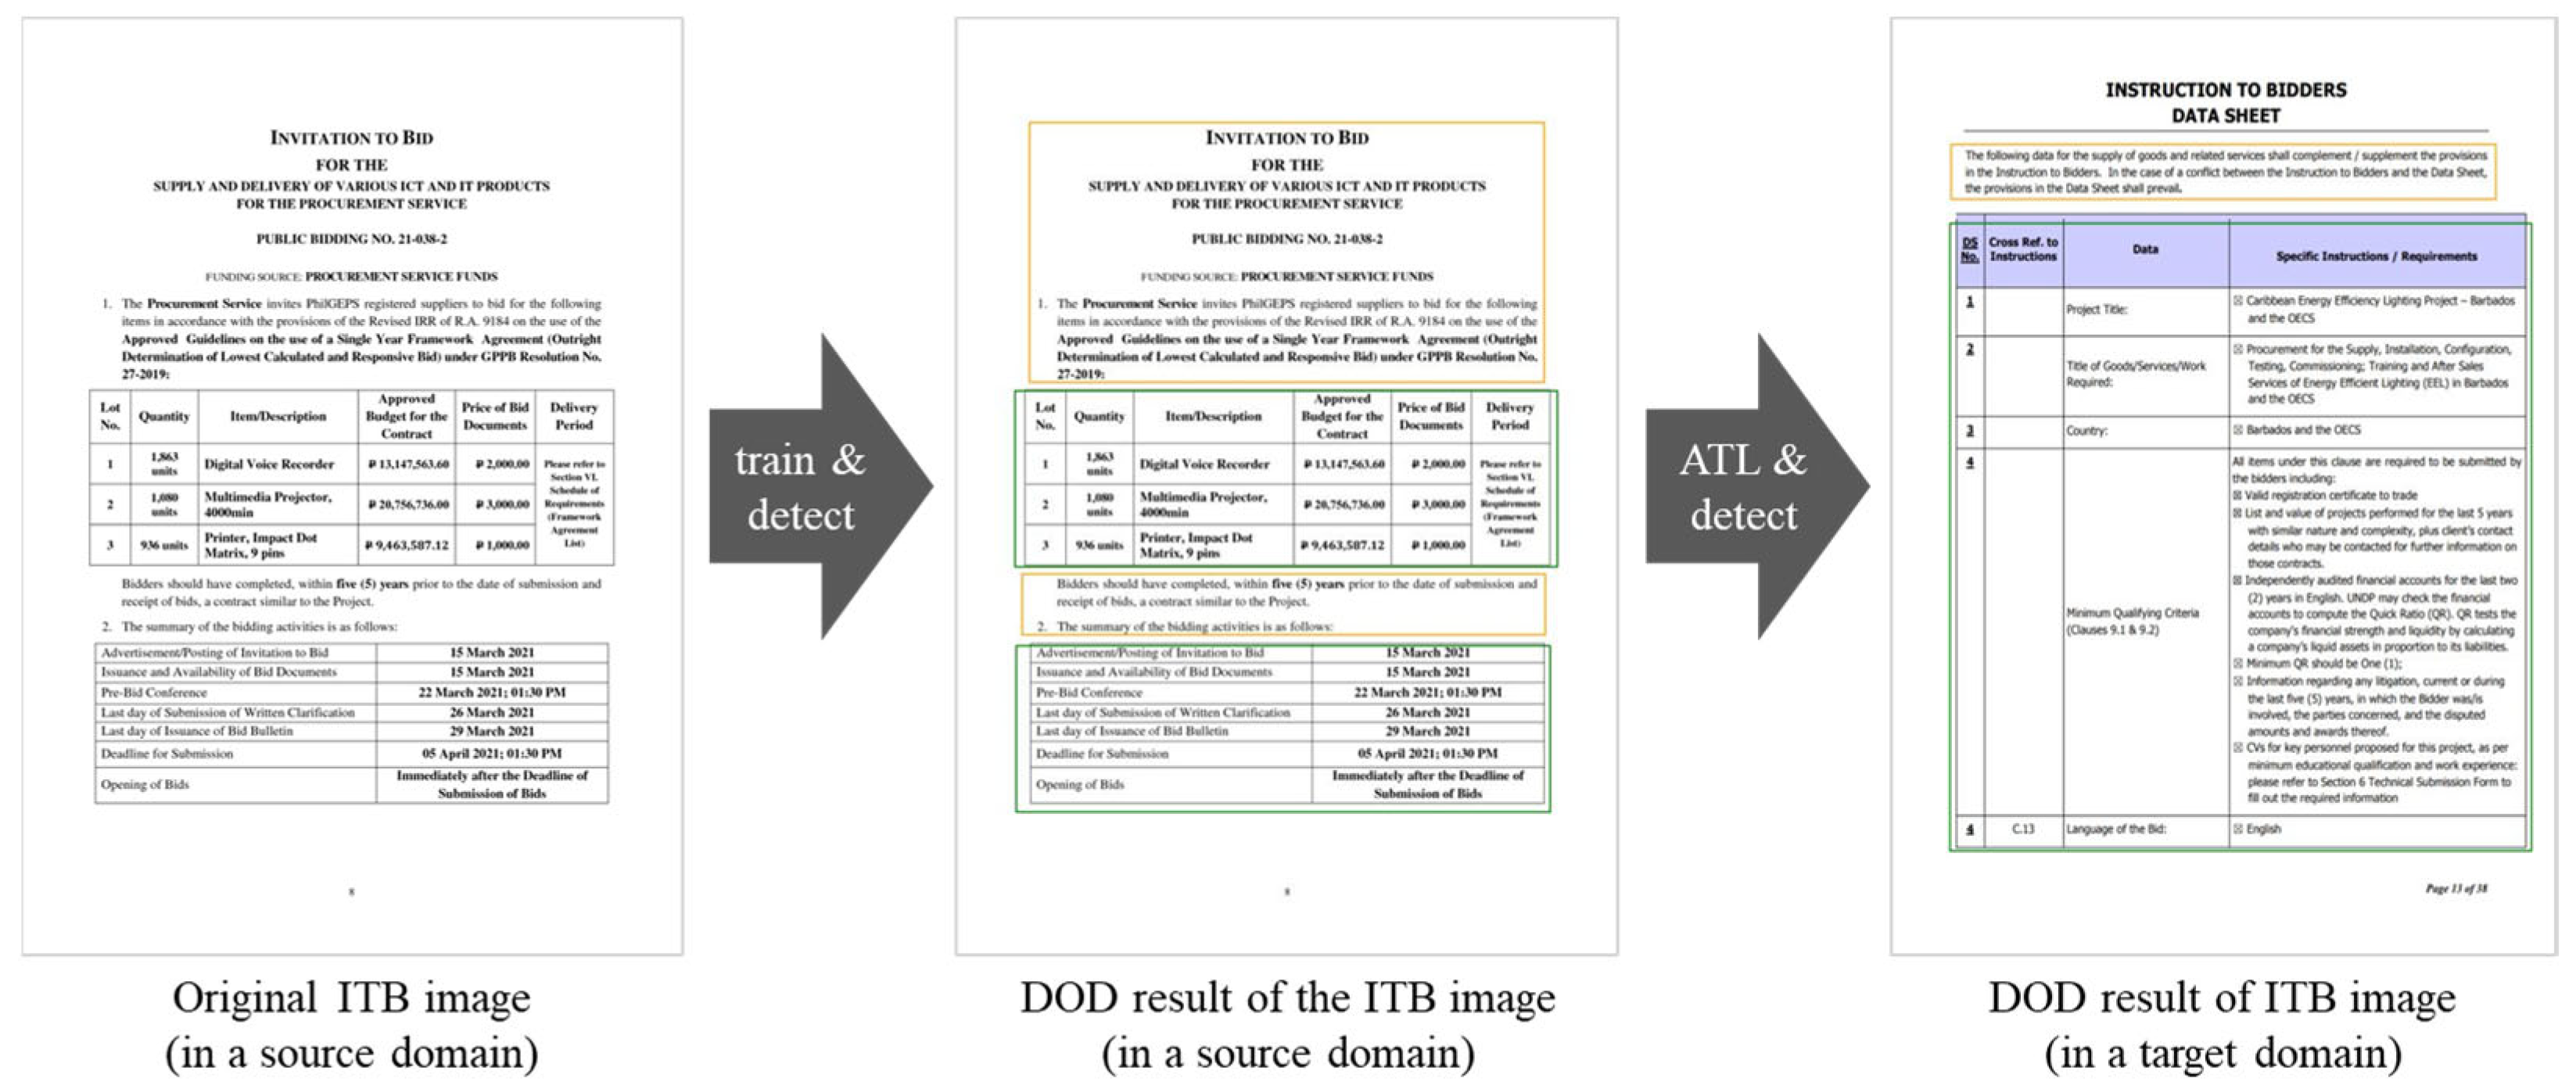 INVITATION TO BID
FOR THE
SUPPLY AND DELIVERY OF VARIOUS ICT AND IT PRODUCTS
FOR THE PROCUREMENT SERVICE
PUBLIC BIDDING NO. 21-038-2
FUNDING SOURCE: PROCUREMENT SERVICE FUNDS
1. The Procurement Service invites PhilGEPS registered suppliers to bid for the following
items in accordance with the provisions of the Revised IRR of R.A. 9184 on the use of the
Approved Guidelines on the use of a Single Year Framework Agreement (Outright
Determination of Lowest Calculated and Responsive Bid) under GPPB Resolution No.
27-2019:
Lot No. Quantity Item/Description Approved Budget for the Contract Price of Bid Documents Delivery Period
1 1,863 units Digital Voice Recorder ₱ 13,147,563.60 ₱ 2,000.00 Please refer to Section VI. Schedule of Requirements (Framework Agreement List)
2 1,080 units Multimedia Projector, 4000min ₱ 20,756,736.00 ₱ 3,000.00
3 936 units Printer, Impact Dot Matrix, 9 pins ₱ 9,463,587.12 ₱ 1,000.00
Bidders should have completed, within five (5) years prior to the date of submission and
receipt of bids, a contract similar to the Project.
2. The summary of the bidding activities is as follows:
Advertisement/Posting of Invitation to Bid 15 March 2021
Issuance and Availability of Bid Documents 15 March 2021
Pre-Bid Conference 22 March 2021; 01:30 PM
Last day of Submission of Written Clarification 26 March 2021
Last day of Issuance of Bid Bulletin 29 March 2021
Deadline for Submission 05 April 2021; 01:30 PM
Opening of Bids Immediately after the Deadline of Submission of Bids
8
Original ITB image
(in a source domain)
train &
detect
INVITATION TO BID
FOR THE
SUPPLY AND DELIVERY OF VARIOUS ICT AND IT PRODUCTS
FOR THE PROCUREMENT SERVICE
PUBLIC BIDDING NO. 21-038-2
FUNDING SOURCE: PROCUREMENT SERVICE FUNDS
1. The Procurement Service invites PhilGEPS registered suppliers to bid for the following
items in accordance with the provisions of the Revised IRR of R.A. 9184 on the use of the
Approved Guidelines on the use of a Single Year Framework Agreement (Outright
Determination of Lowest Calculated and Responsive Bid) under GPPB Resolution No.
27-2019:
Lot No. Quantity Item/Description Approved Budget for the Contract Price of Bid Documents Delivery Period
1 1,863 units Digital Voice Recorder ₱ 13,147,563.60 ₱ 2,000.00 Please refer to Section VI. Schedule of Requirements (Framework Agreement List)
2 1,080 units Multimedia Projector, 4000min ₱ 20,756,736.00 ₱ 3,000.00
3 936 units Printer, Impact Dot Matrix, 9 pins ₱ 9,463,587.12 ₱ 1,000.00
Bidders should have completed, within five (5) years prior to the date of submission and
receipt of bids, a contract similar to the Project.
2. The summary of the bidding activities is as follows:
Advertisement/Posting of Invitation to Bid 15 March 2021
Issuance and Availability of Bid Documents 15 March 2021
Pre-Bid Conference 22 March 2021; 01:30 PM
Last day of Submission of Written Clarification 26 March 2021
Last day of Issuance of Bid Bulletin 29 March 2021
Deadline for Submission 05 April 2021; 01:30 PM
Opening of Bids Immediately after the Deadline of Submission of Bids
8
DOD result of the ITB image
(in a source domain)
ATL &
detect
INSTRUCTION TO BIDDERS
DATA SHEET
The following data for the supply of goods and related services shall complement / supplement the provisions
in the Instruction to Bidders. In the case of a conflict between the Instruction to Bidders and the Data Sheet,
the provisions in the Data Sheet shall prevail.
DS No. Cross Ref. to Instructions Data Specific Instructions / Requirements
1 Project Title: ☒ Caribbean Energy Efficiency Lighting Project – Barbados
and the OECS
2 Title of Goods/Services/Work Required: ☒ Procurement for the Supply, Installation, Configuration,
Testing, Commissioning; Training and After Sales
Services of Energy Efficient Lighting (EEL) in Barbados
and the OECS
3 Country: ☒ Barbados and the OECS
4 Minimum Qualifying Criteria (Clauses 9.1 & 9.2) All items under this clause are required to be submitted by
the bidders including:
☒ Valid registration certificate to trade
☒ List and value of projects performed for the last 5 years
with similar nature and complexity, plus client's contact
details who may be contacted for further information on
those contracts.
☒ Independently audited financial accounts for the last two
(2) years in English. UNDP may check the financial
accounts to compute the Quick Ratio (QR). QR tests the
company's financial strength and liquidity by calculating
a company's liquid assets in proportion to its liabilities.
☒ Minimum QR should be One (1);
☒ Information regarding any litigation, current or during
the last five (5) years, in which the Bidder was/is
involved, the parties concerned, and the disputed
amounts and awards thereof.
☒ CVs for key personnel proposed for this project, as per
minimum educational qualification and work experience:
please refer to Section 6 Technical Submission Form to
fill out the required information
4 C.13 Language of the Bid: ☒ English
Page 13 of 38
DOD result of ITB image
(in a target domain)